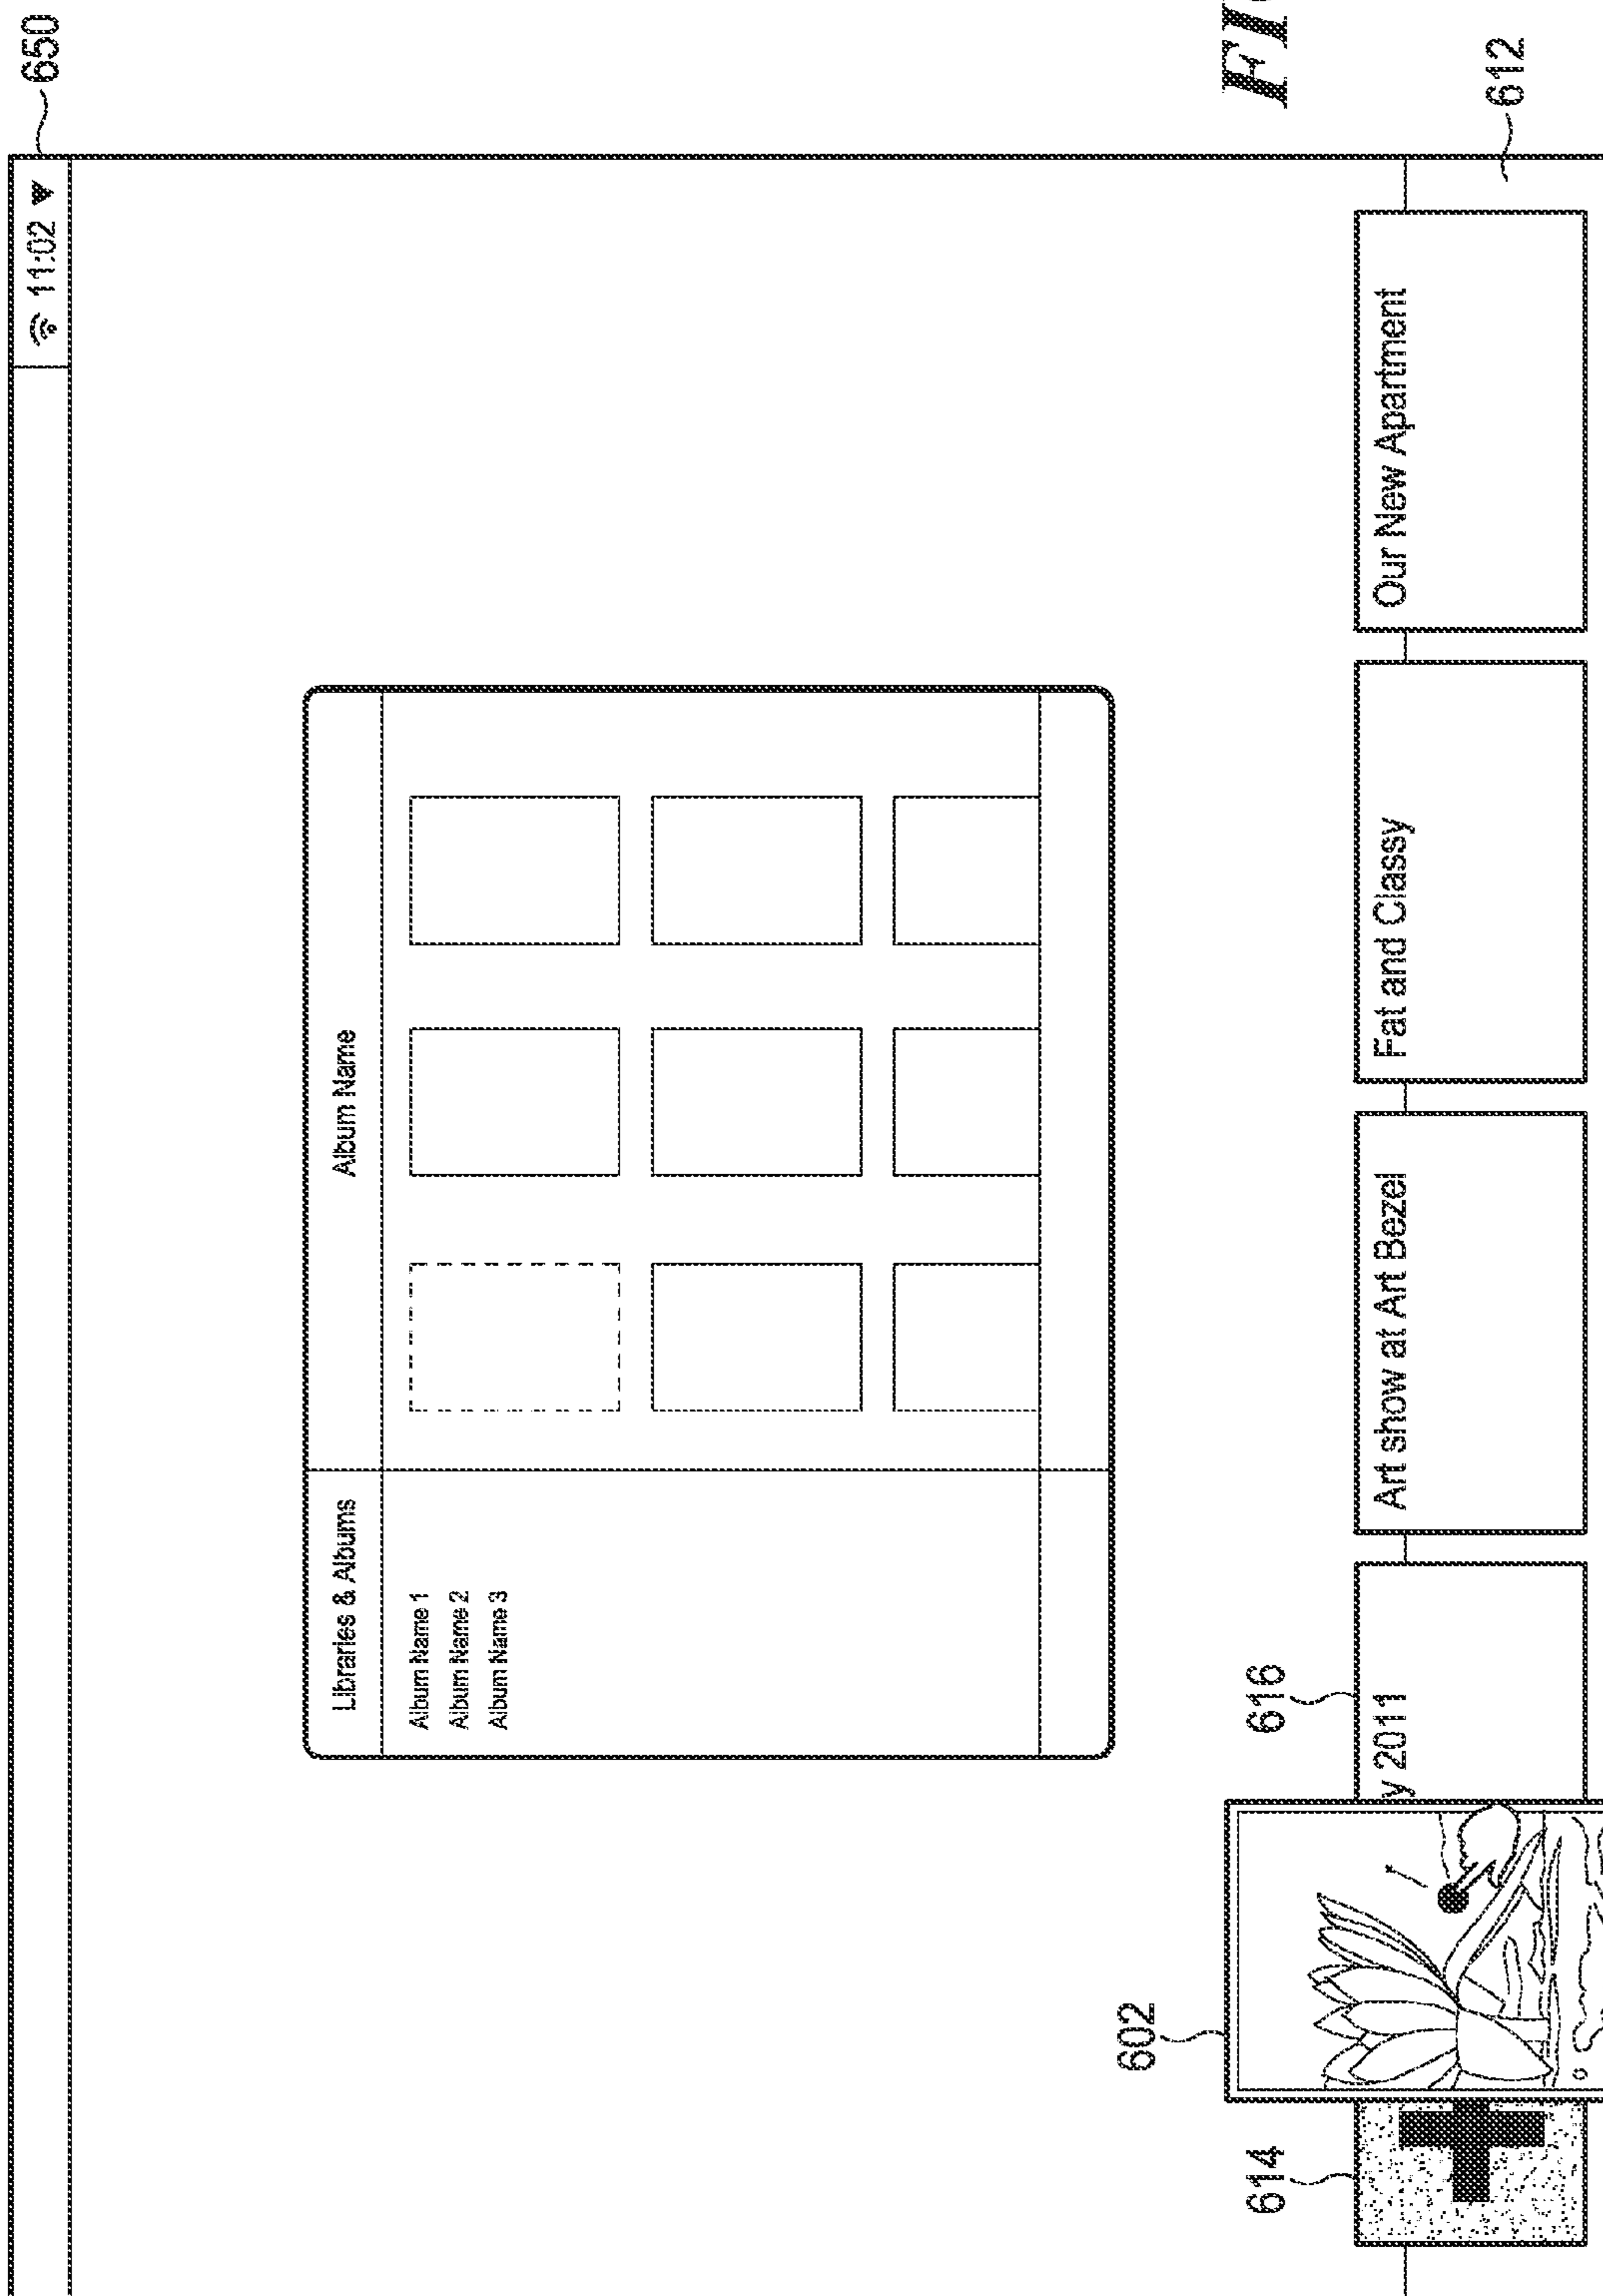 650
11:02
Libraries & Albums
Album Name
Album Name 1
Album Name 2
Album Name 3
602
614
616
y 2011
Art show at Art Bezel
Fat and Classy
Our New Apartment
612